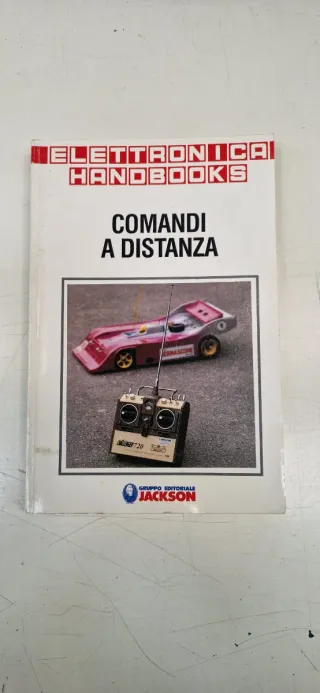 ELETTRONICA
HANDBOOKS
COMANDI
A DISTANZA
GRUPPO EDITORIALE
JACKSON